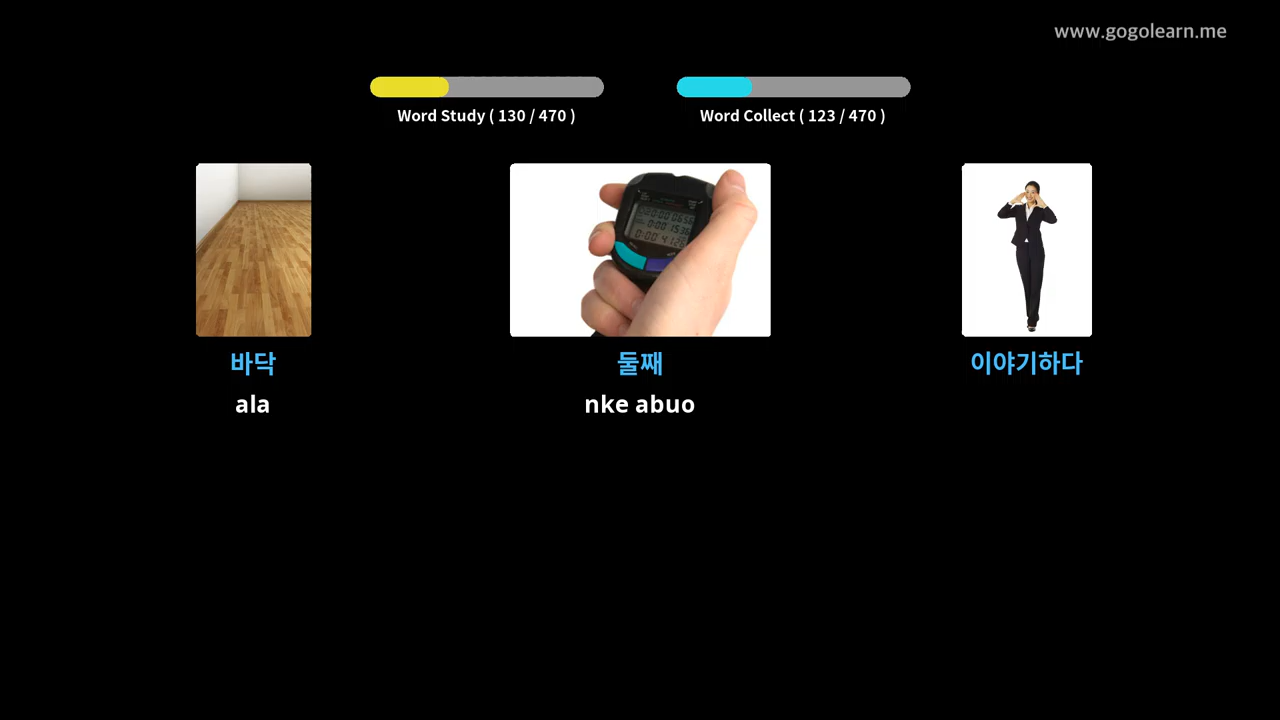 www.gogolearn.me
Word Study ( 130 / 470 )
Word Collect ( 123 / 470 )
바닥
둘째
이야기하다
ala
nke abuo